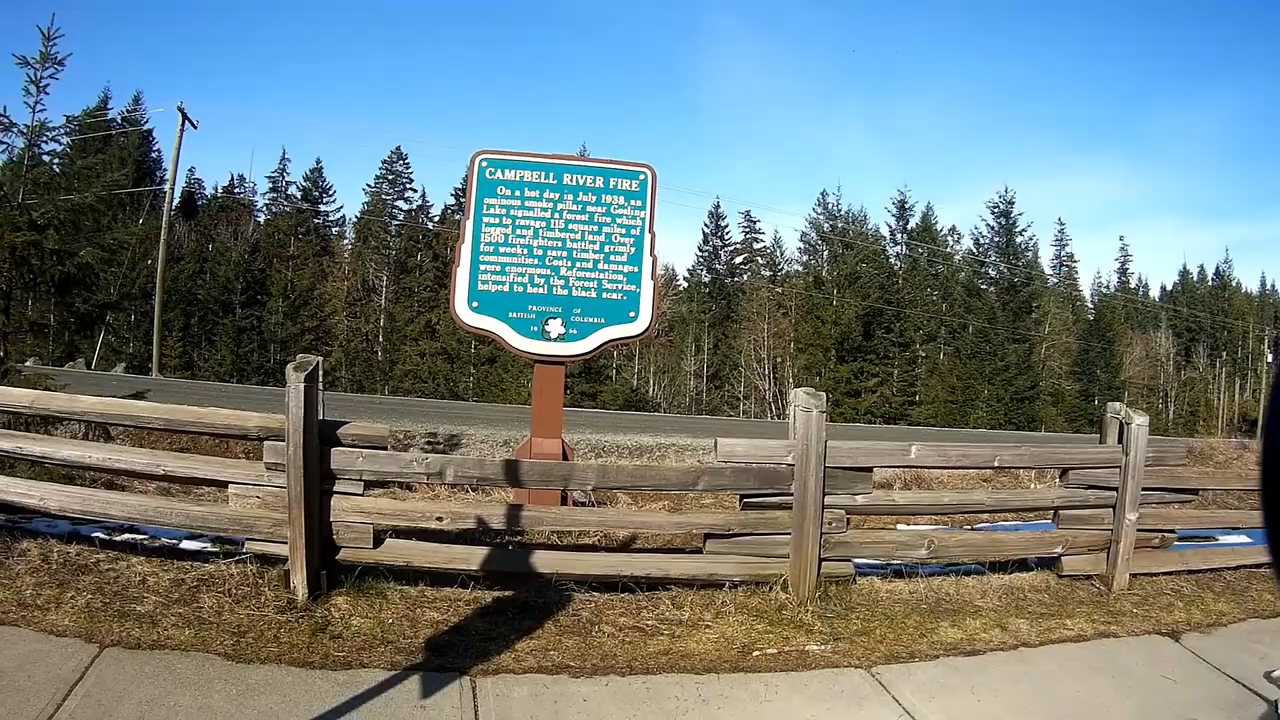 CAMPBELL RIVER FIRE
On a hot day in July 1938, an
ominous smoke pillar near Gosling
Lake signalled a forest fire which
was to ravage 115 square miles of
logged and timbered land. Over
1500 firefighters battled grimly
for weeks to save timber and
communities. Costs and damages
were enormous. Reforestation,
intensified by the Forest Service,
helped to heal the black scar.
PROVINCE OF
BRITISH COLUMBIA
19 66